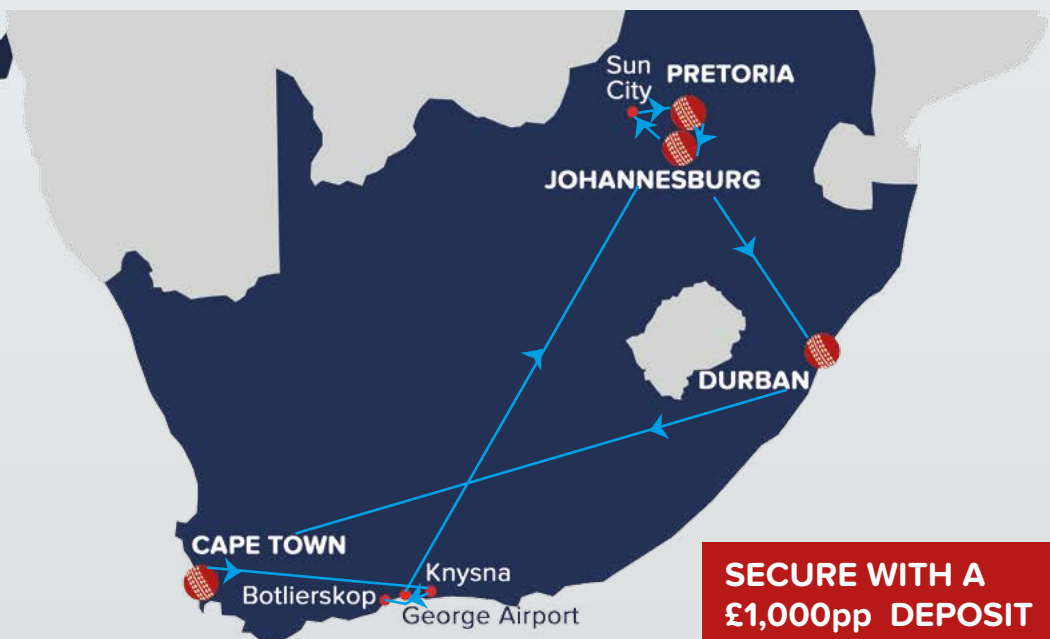 Sun
City
PRETORIA
JOHANNESBURG
DURBAN
CAPE TOWN
Knysna
Botlierskop
George Airport
SECURE WITH A
£1,000pp DEPOSIT